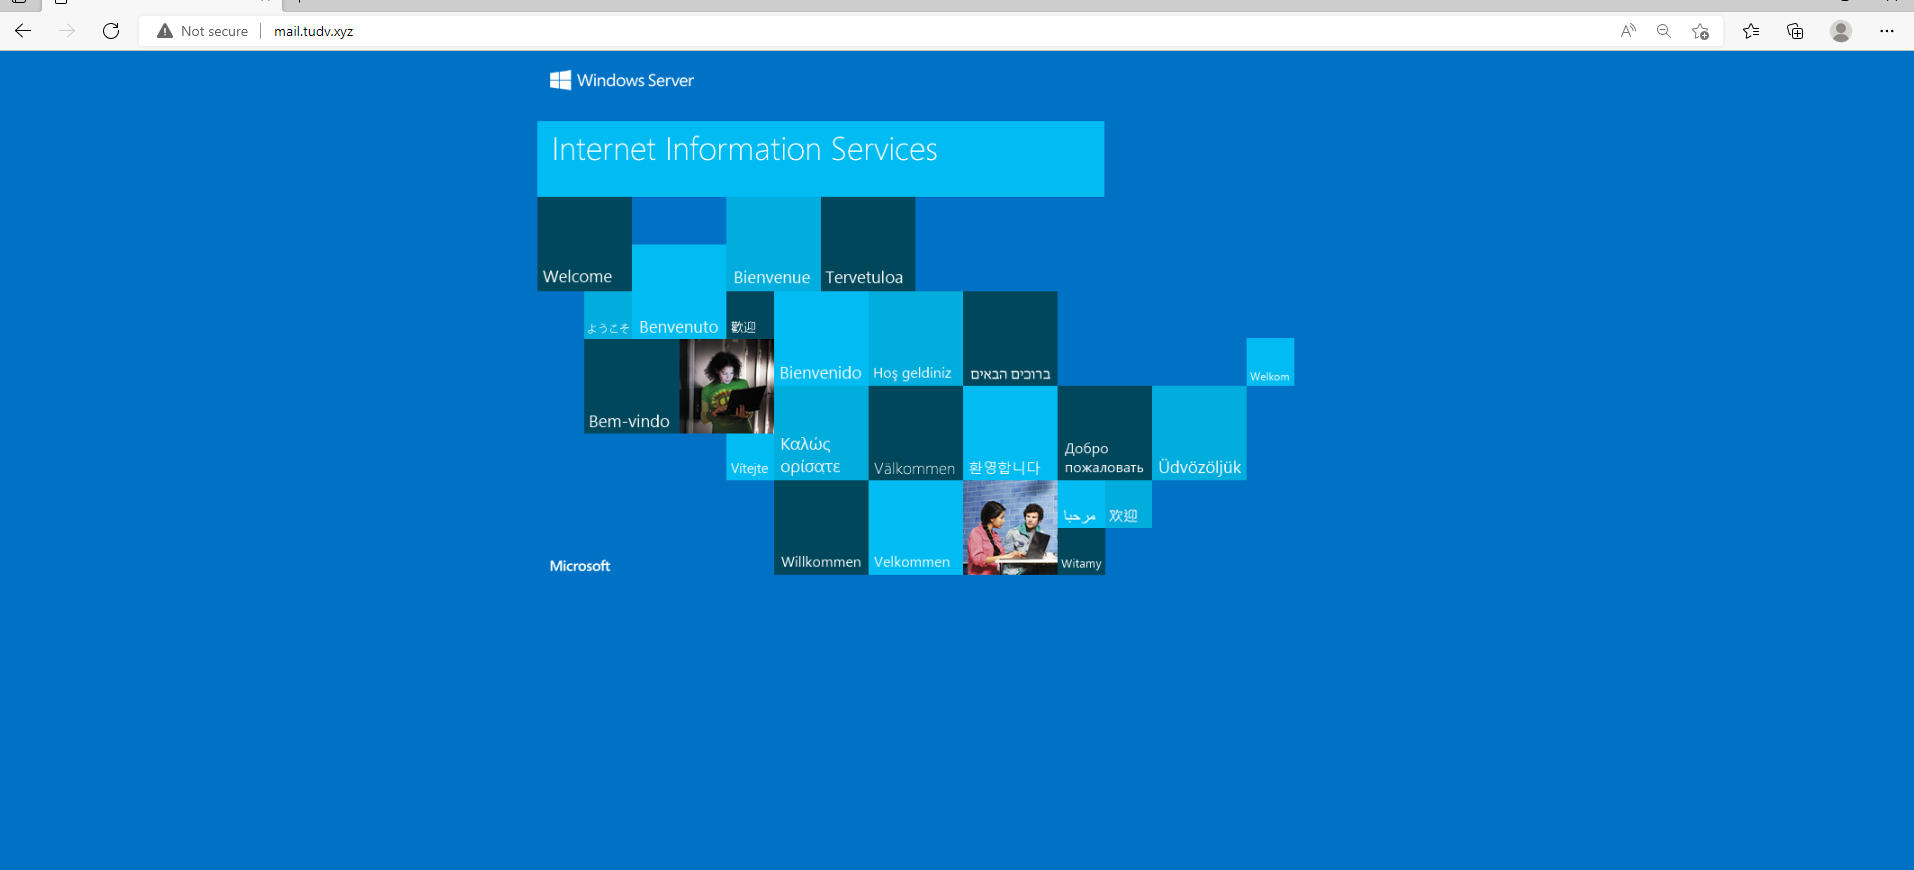 Not secure
mail.tudv.xyz
Windows Server
Internet Information Services
Welcome
Bienvenue
Tervetuloa
ようこそ
Benvenuto
歡迎
Bienvenido
Hoş geldiniz
ברוכים הבאים
Welkom
Bem-vindo
Vítejte
Καλώς
ορίσατε
Välkommen
환영합니다
Добро
пожаловать
Üdvözöljük
مرحبا
欢迎
Willkommen
Velkommen
Witamy
Microsoft